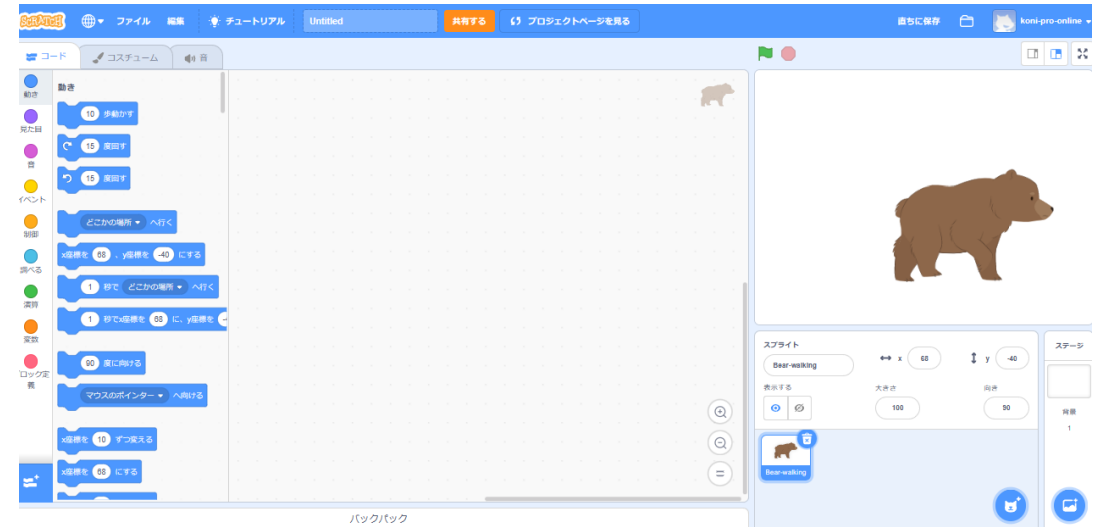 SCRATCH
ファイル 編集 チュートリアル Untitled 共有する プロジェクトページを見る 直ちに保存 koni-pro-online
コード コスチューム 音
動き
見た目
音
イベント
制御
調べる
演算
変数
ブロック定
義
動き
10 歩動かす
15 度回す
15 度回す
どこかの場所 へ行く
x座標を 68 、y座標を -40 にする
1 秒で どこかの場所 へ行く
1 秒でx座標を 68 に、y座標を
90 度に向ける
マウスのポインター へ向ける
x座標を 10 ずつ変える
x座標を 68 にする
スプライト
Bear-walking x 68 y -40
表示する 大きさ 向き
100 90
Bear-walking
ステージ
背景
1
バックパック